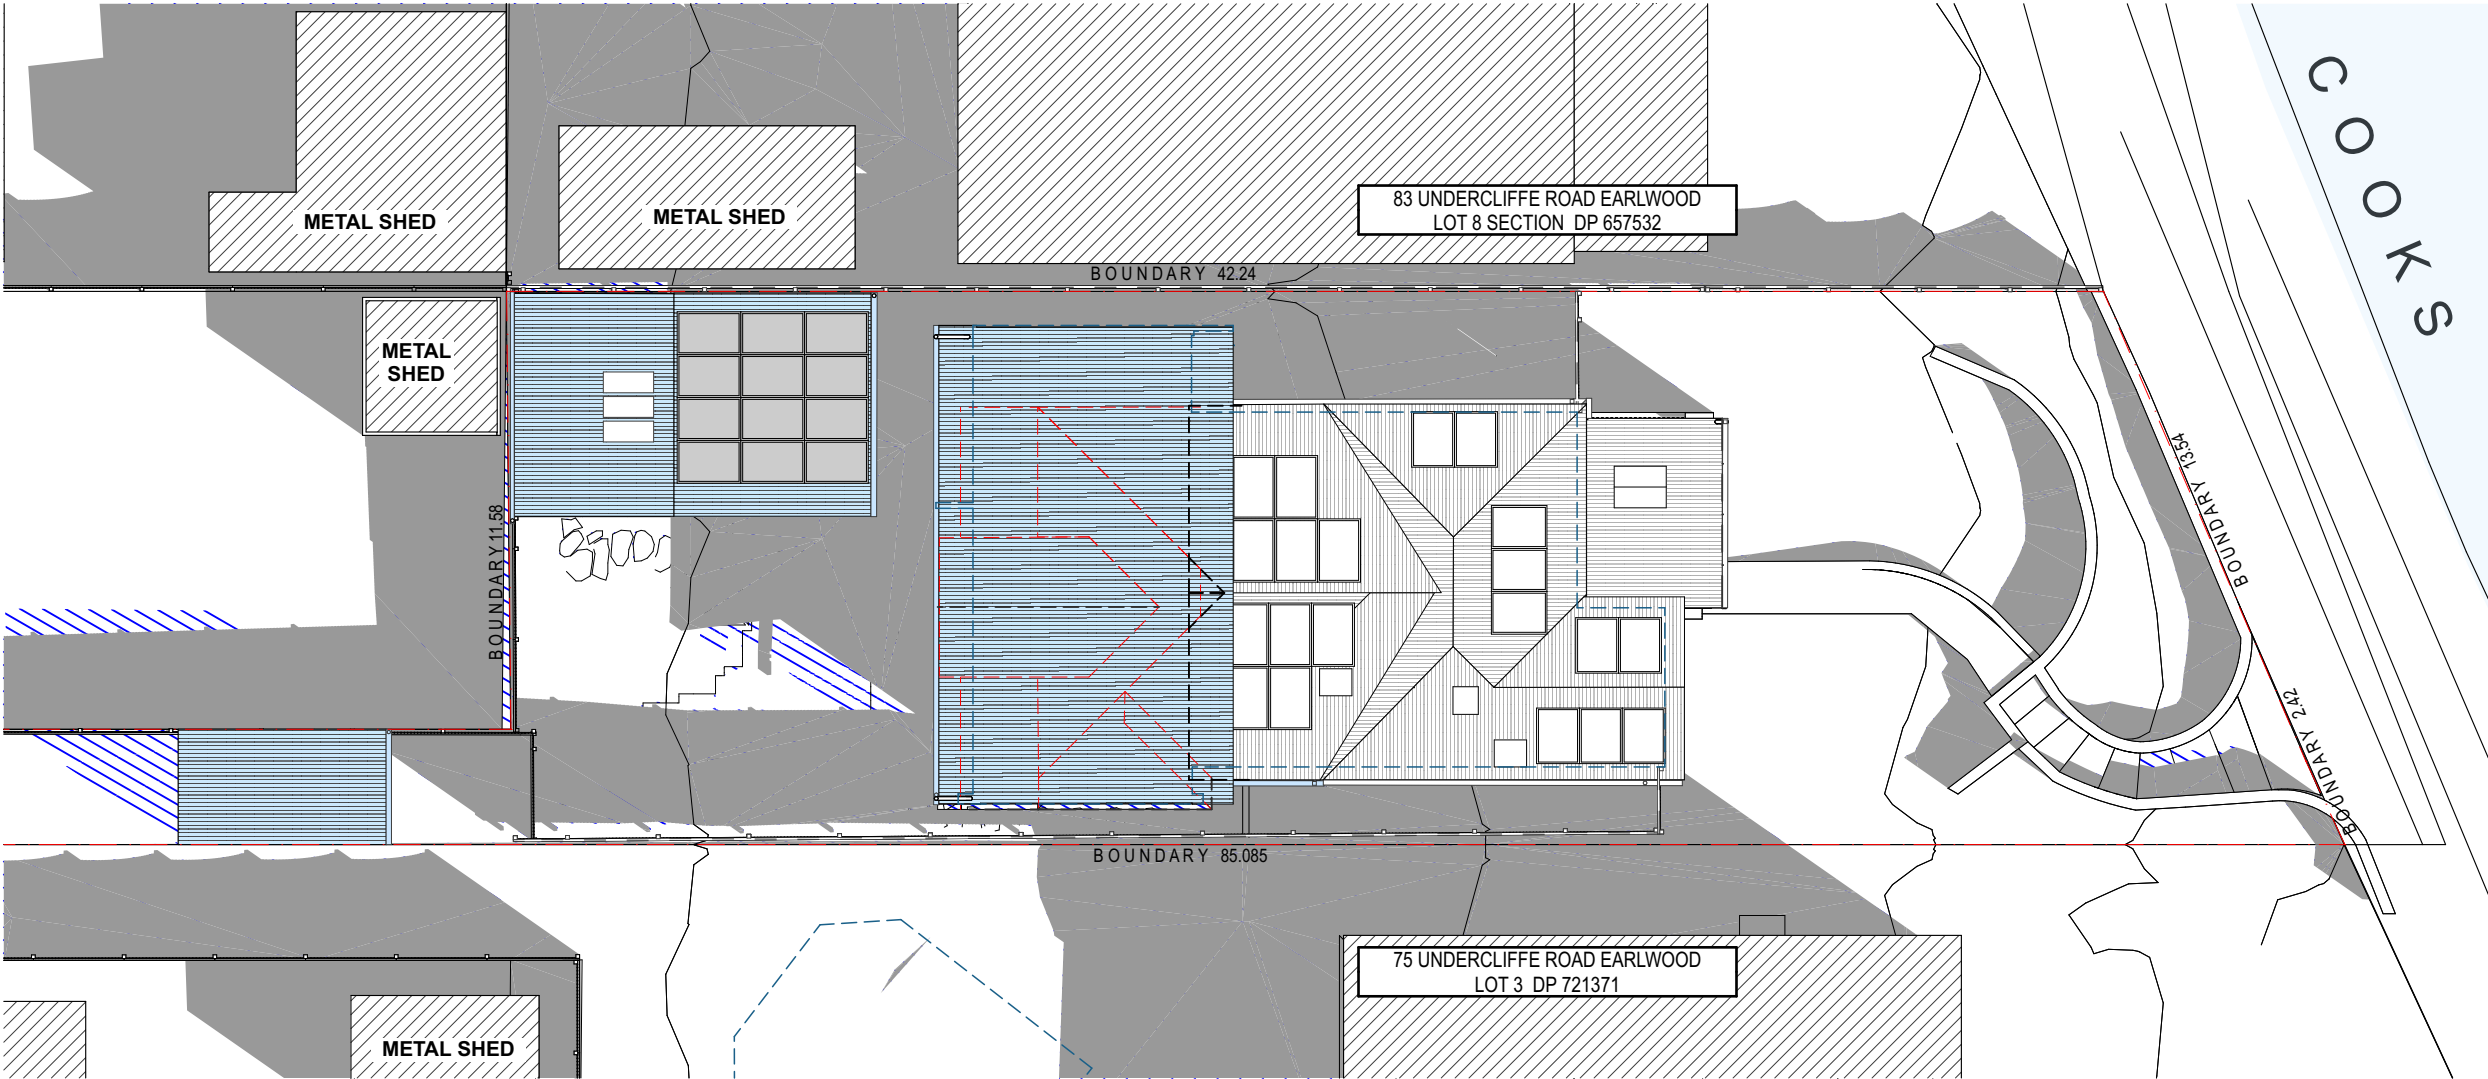 COOKS
83 UNDERCLIFFE ROAD EARLWOOD
LOT 8 SECTION DP 657532
METAL SHED
METAL SHED
BOUNDARY 42.24
METAL
SHED
BOUNDARY 11.58
BOUNDARY 13.54
BOUNDARY 2.42
BOUNDARY 85.085
75 UNDERCLIFFE ROAD EARLWOOD
LOT 3 DP 721371
METAL SHED